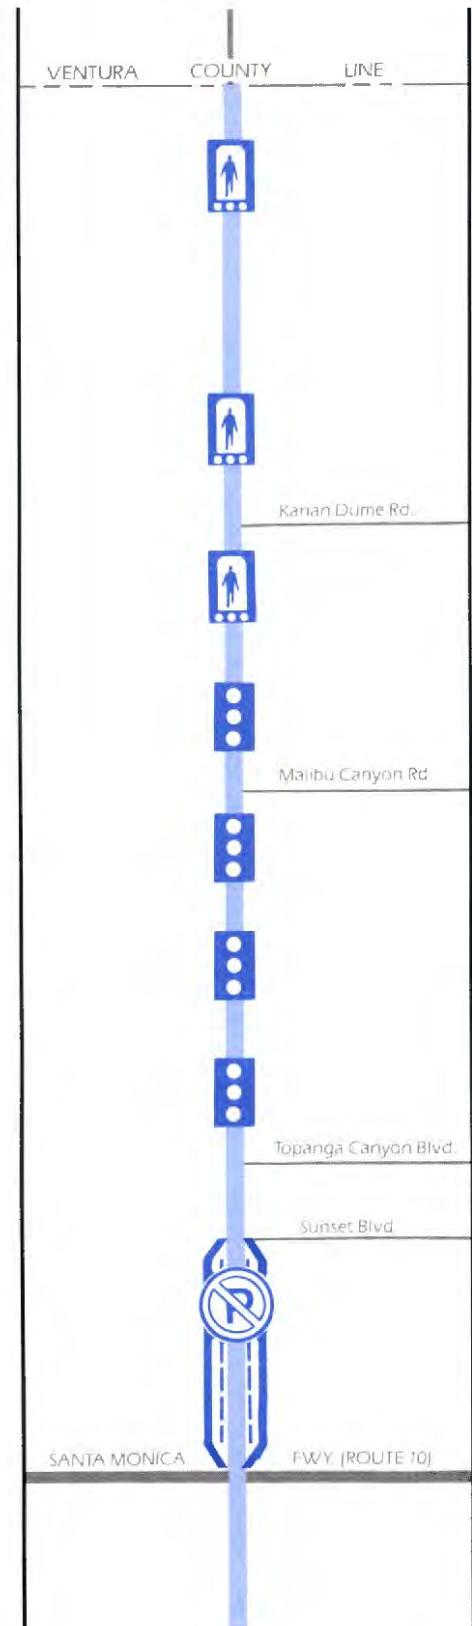 VENTURA COUNTY LINE
Kanan Dume Rd.
Malibu Canyon Rd
Topanga Canyon Blvd.
Sunset Blvd
P
SANTA MONICA FWY. (ROUTE 10)